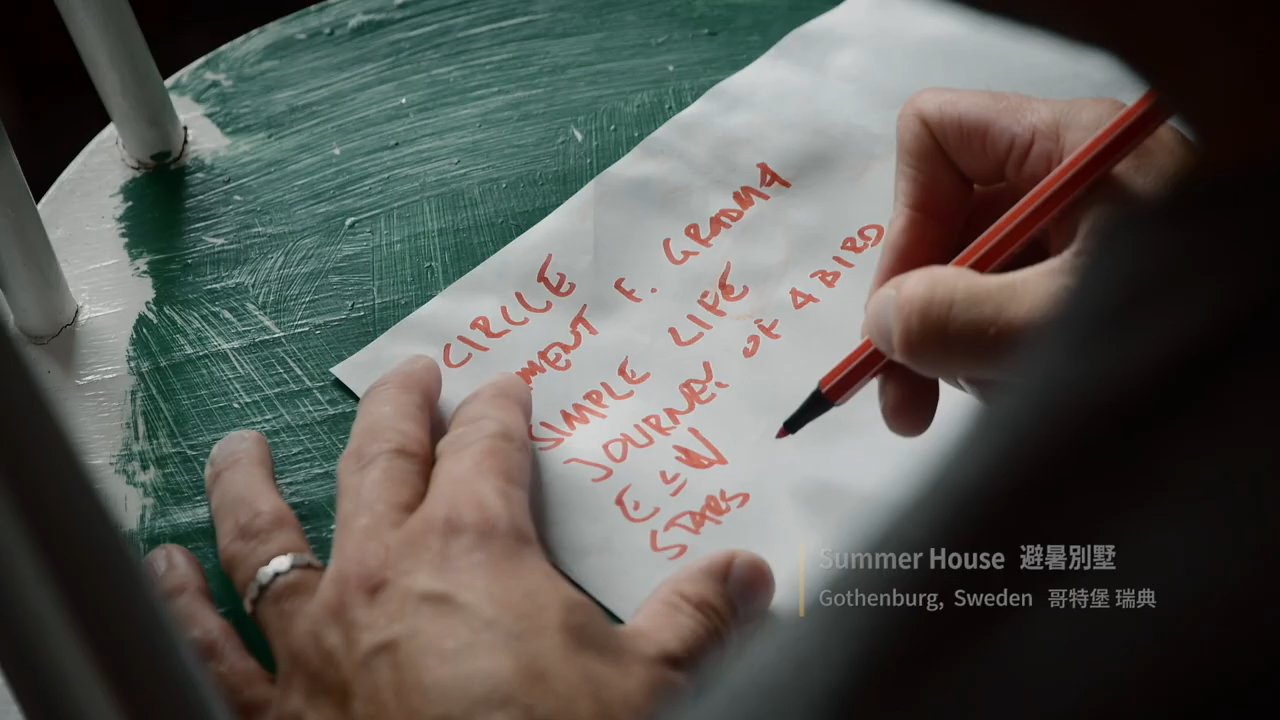 CIRCLE
MENT F. GRANDMA
SIMPLE LIFE
JOURNEY OF A BIRD
STARS
Summer House 避暑別墅
Gothenburg, Sweden 哥特堡 瑞典